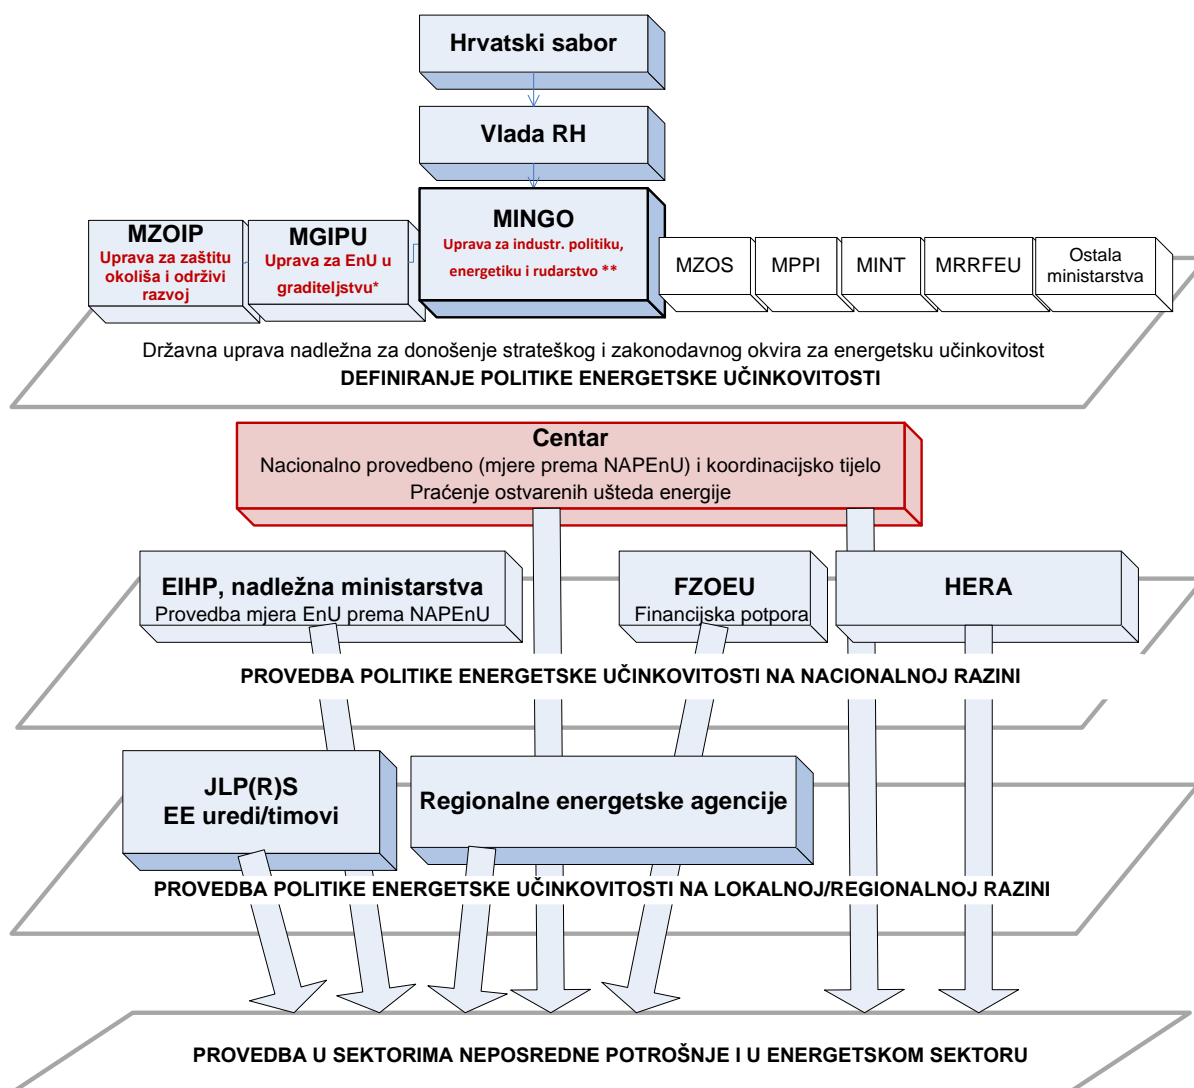 Hrvatski sabor
Vlada RH
MINGO
Uprava za industr. politiku,
energetiku i rudarstvo **
MZOIP
Uprava za zaštitu
okoliša i održivi
razvoj
MGIPU
Uprava za EnU u
graditeljstvu*
MZOS
MPPI
MINT
MRRFEU
Ostala
ministarstva
Državna uprava nadležna za donošenje strateškog i zakonodavnog okvira za energetsku učinkovitost
DEFINIRANJE POLITIKE ENERGETSKE UČINKOVITOSTI
Centar
Nacionalno provedbeno (mjere prema NAPEnU) i koordinacijsko tijelo
Praćenje ostvarenih ušteda energije
EIHP, nadležna ministarstva
Provedba mjera EnU prema NAPEnU
FZOEU
Financijska potpora
HERA
PROVEDBA POLITIKE ENERGETSKE UČINKOVITOSTI NA NACIONALNOJ RAZINI
JLP(R)S
EE uredi/timovi
Regionalne energetske agencije
PROVEDBA POLITIKE ENERGETSKE UČINKOVITOSTI NA LOKALNOJ/REGIONALNOJ RAZINI
PROVEDBA U SEKTORIMA NEPOSREDNE POTROŠNJE I U ENERGETSKOM SEKTORU